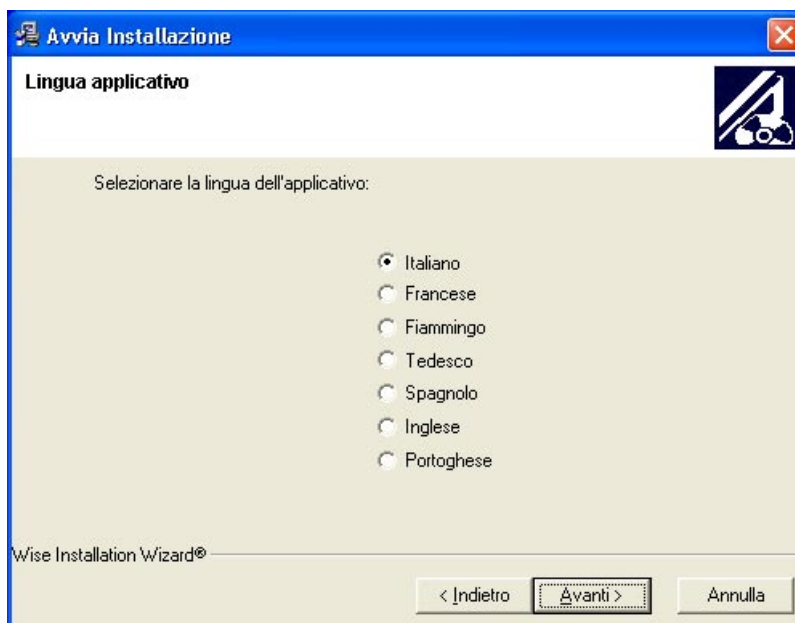 Avvia Installazione
Lingua applicativo
Selezionare la lingua dell'applicativo:
Italiano
Francese
Fiammingo
Tedesco
Spagnolo
Inglese
Portoghese
Wise Installation Wizard®
< Indietro
Avanti >
Annulla